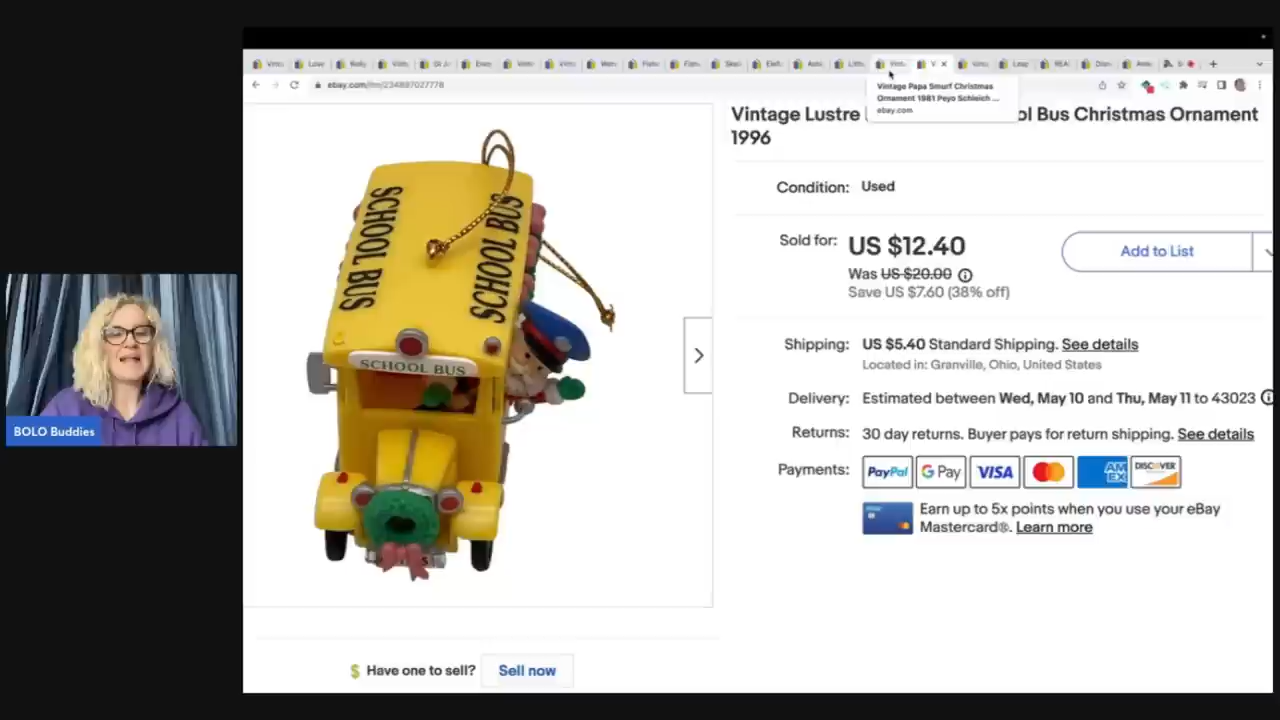 ebay.com/itm/234897027778
Vintage Papa Smurf Christmas
Ornament 1981 Peyo Schleich ...
ebay.com
Vintage Lustre
ol Bus Christmas Ornament
1996
Condition: Used
Sold for: US $12.40
Add to List
Was US $20.00
Save US $7.60 (38% off)
Shipping: US $5.40 Standard Shipping. See details
Located in: Granville, Ohio, United States
Delivery: Estimated between Wed, May 10 and Thu, May 11 to 43023
Returns: 30 day returns. Buyer pays for return shipping. See details
Payments: PayPal G Pay VISA AM EX DISCOVER
Earn up to 5x points when you use your eBay
Mastercard®. Learn more
SCHOOL BUS
SCHOOL BUS
SCHOOL BUS
BOLO Buddies
Have one to sell? Sell now